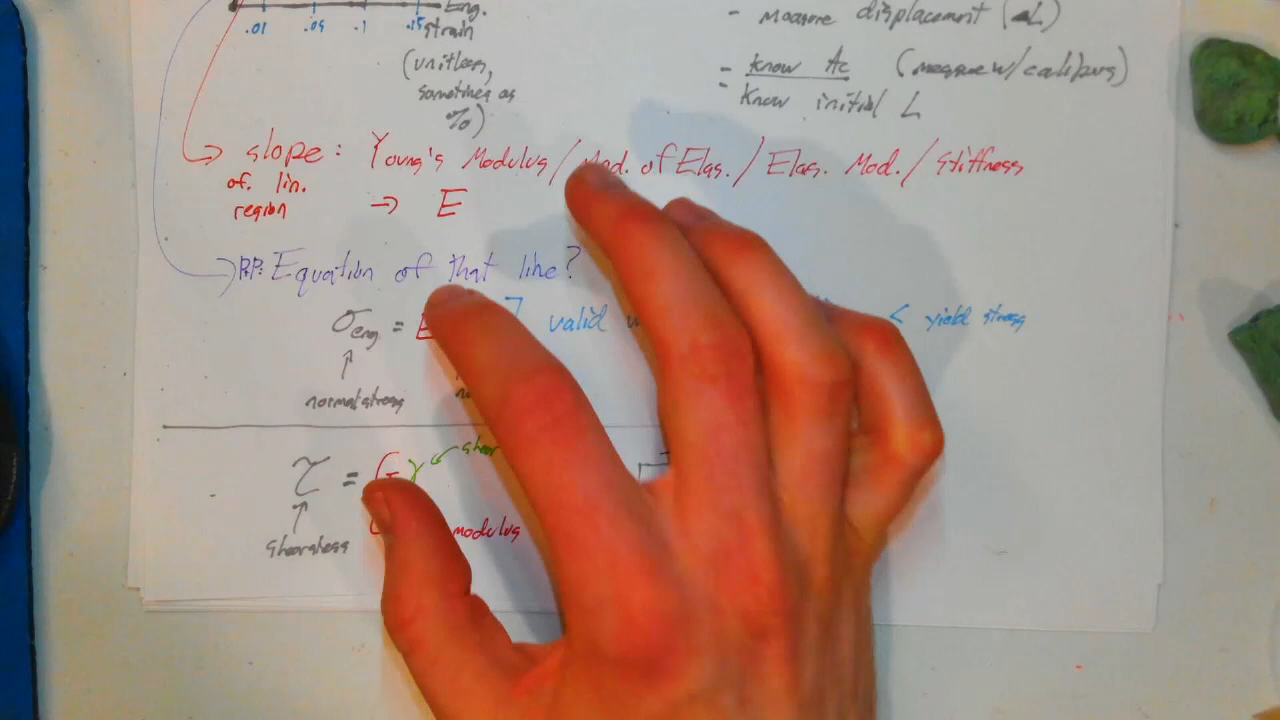 Eng.
strain
.01 .05 .1 .15
(unitless,
sometimes as
%)
- measure displacement (ΔL)
- know Ac (measure w/ calipers)
- know initial L
slope: Young's Modulus / Mod. of Elas. / Elas. Mod. / Stiffness
of lin.
region
→ E
Equation of that line?
σeng = E
valid
< yield stress
normal stress
τ = Gγ
shear
shear stress
modulus